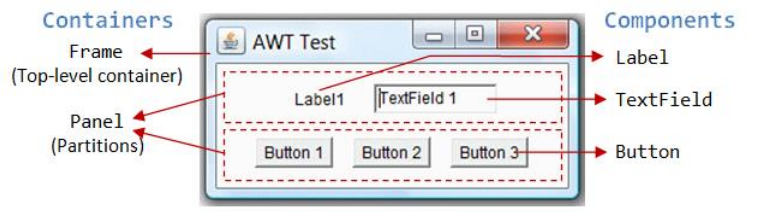 Containers
Components
Frame
(Top-level container)
AWT Test
Label
Label1
TextField 1
TextField
Panel
(Partitions)
Button 1
Button 2
Button 3
Button